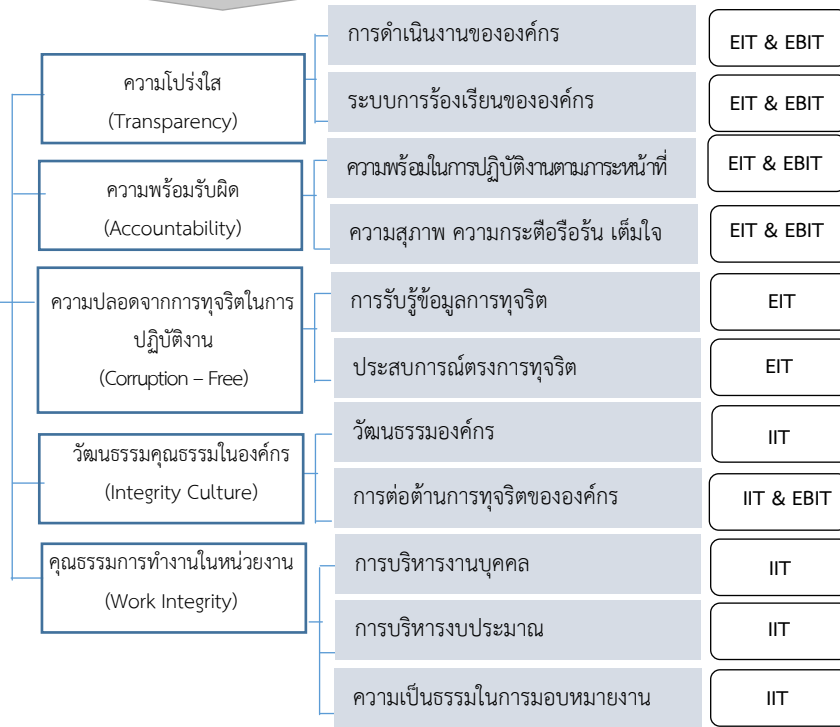 ความโปร่งใส
(Transparency)
การดำเนินงานขององค์กร
EIT & EBIT
ระบบการร้องเรียนขององค์กร
EIT & EBIT
ความพร้อมรับผิด
(Accountability)
ความพร้อมในการปฏิบัติงานตามภาระหน้าที่
EIT & EBIT
ความสุภาพ ความกระตือรือร้น เต็มใจ
EIT & EBIT
ความปลอดจากการทุจริตในการ
ปฏิบัติงาน
(Corruption – Free)
การรับรู้ข้อมูลการทุจริต
EIT
ประสบการณ์ตรงการทุจริต
EIT
วัฒนธรรมคุณธรรมในองค์กร
(Integrity Culture)
วัฒนธรรมองค์กร
IIT
การต่อต้านการทุจริตขององค์กร
IIT & EBIT
คุณธรรมการทำงานในหน่วยงาน
(Work Integrity)
การบริหารงานบุคคล
IIT
การบริหารงบประมาณ
IIT
ความเป็นธรรมในการมอบหมายงาน
IIT